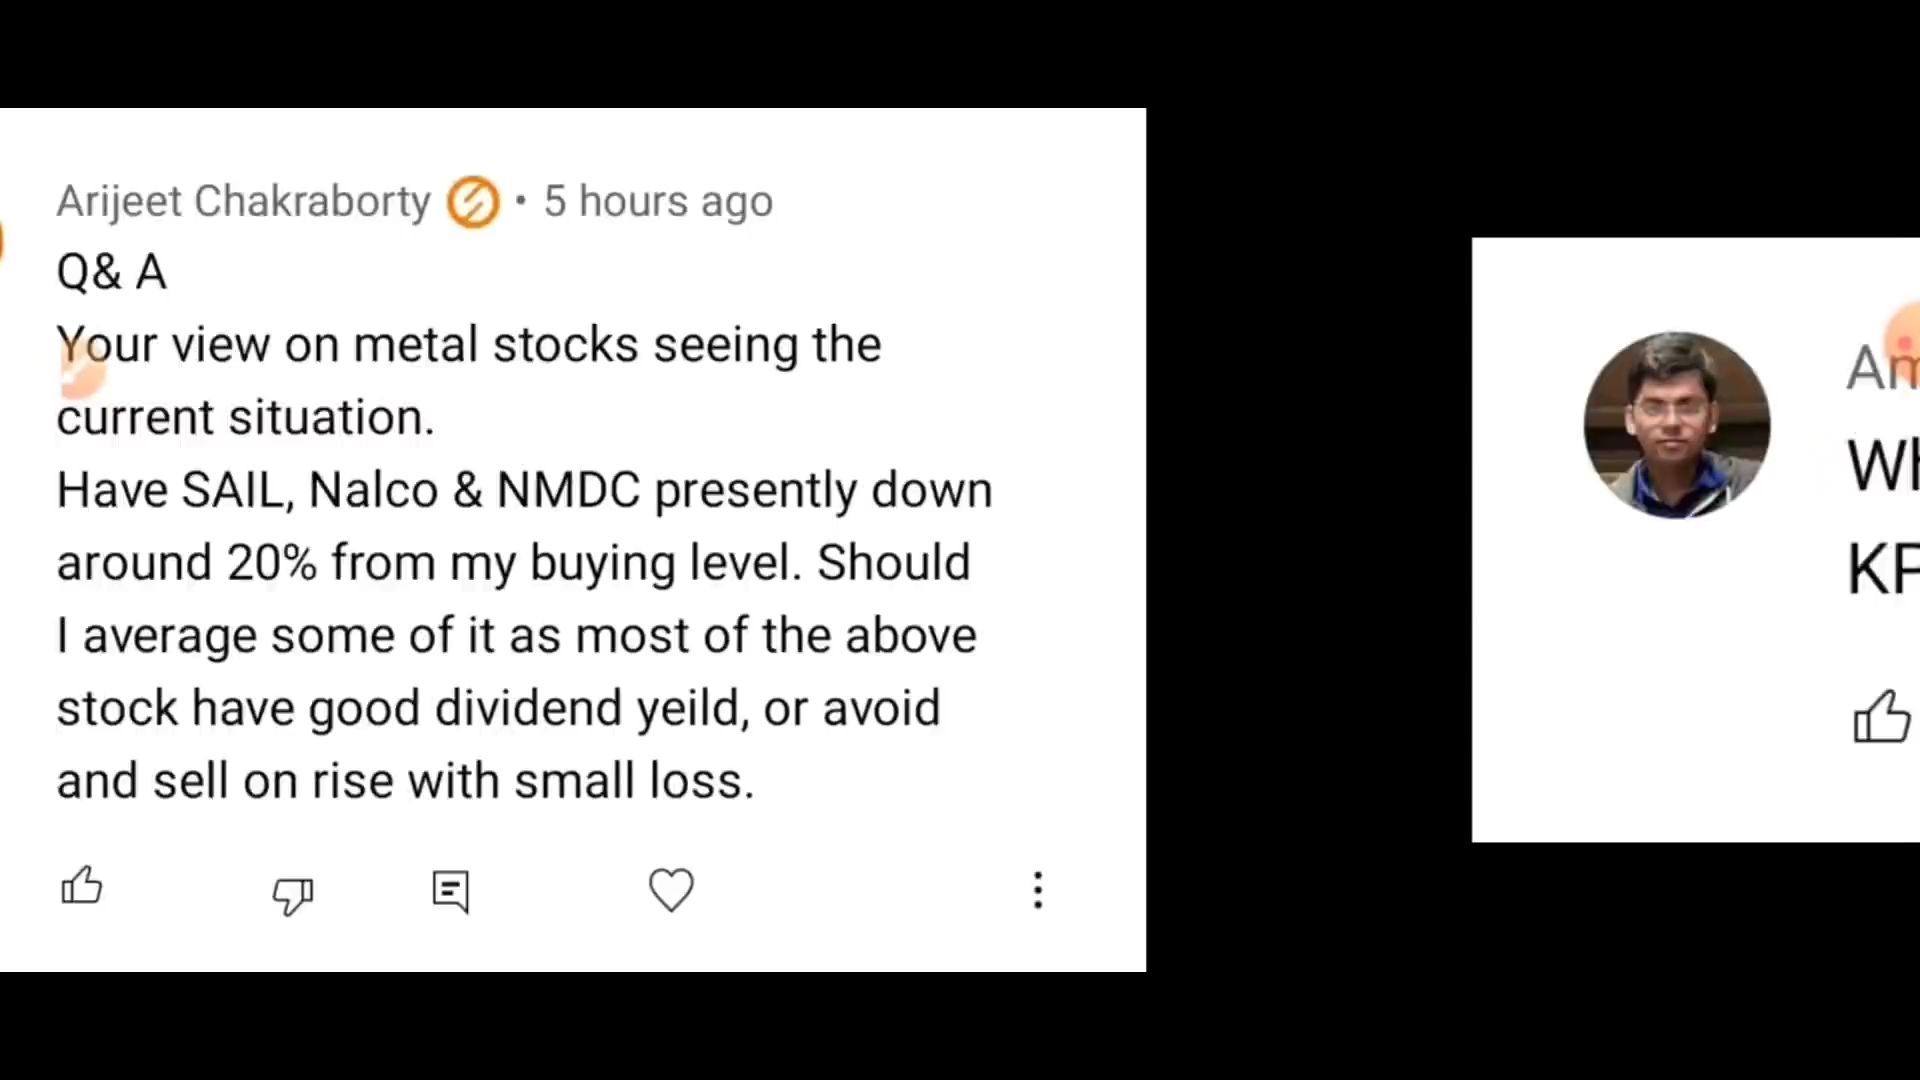 Arijeet Chakraborty • 5 hours ago
Q& A
Your view on metal stocks seeing the
current situation.
Have SAIL, Nalco & NMDC presently down
around 20% from my buying level. Should
I average some of it as most of the above
stock have good dividend yeild, or avoid
and sell on rise with small loss.